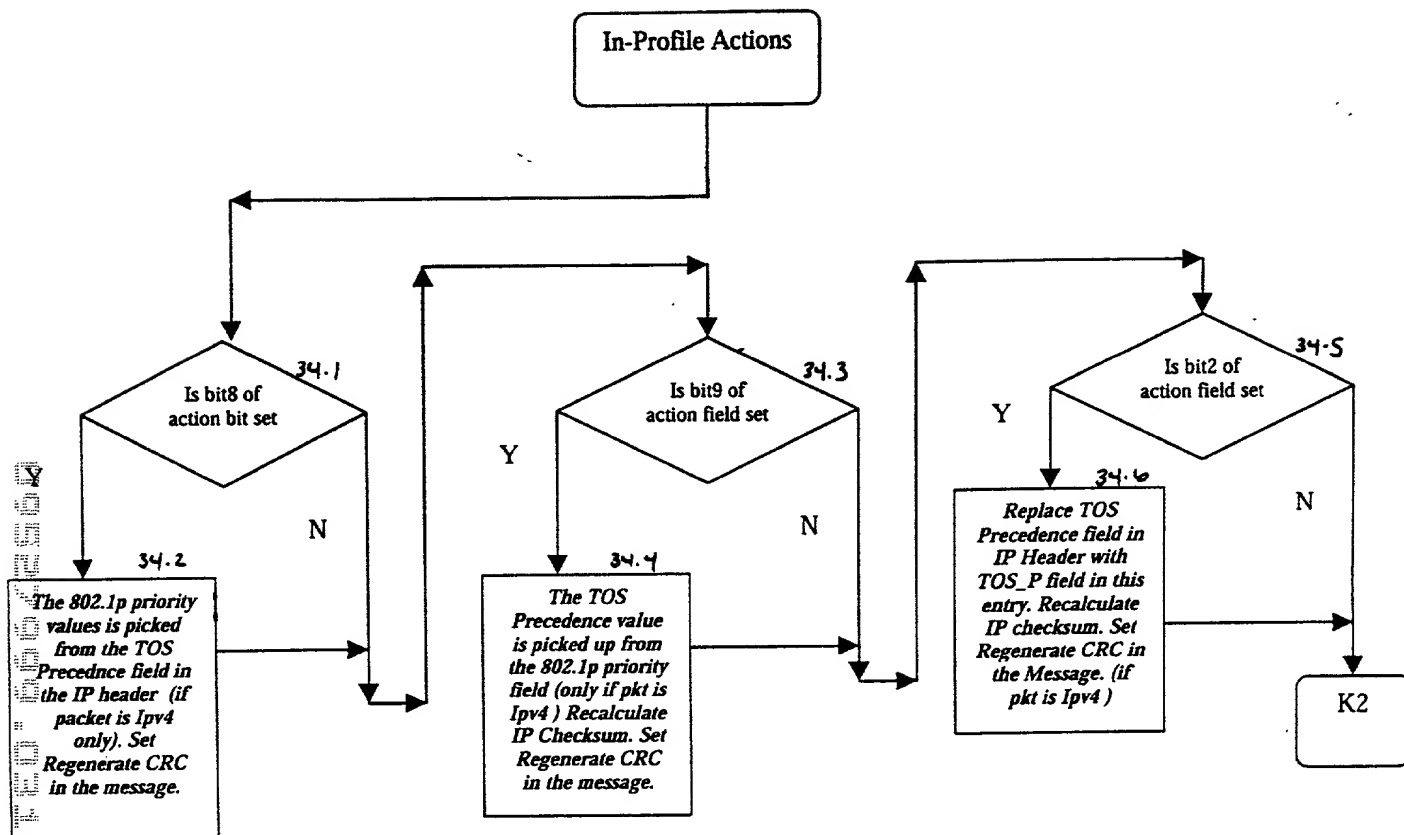 In-Profile Actions
34.1
Is bit8 of
action bit set
Y
N
34.2
The 802.1p priority
values is picked
from the TOS
Precednce field in
the IP header (if
packet is Ipv4
only). Set
Regenerate CRC
in the message.
34.3
Is bit9 of
action field set
Y
N
34.4
The TOS
Precedence value
is picked up from
the 802.1p priority
field (only if pkt is
Ipv4 ) Recalculate
IP Checksum. Set
Regenerate CRC
in the message.
34.5
Is bit2 of
action field set
Y
N
34.6
Replace TOS
Precedence field in
IP Header with
TOS_P field in this
entry. Recalculate
IP checksum. Set
Regenerate CRC in
the Message. (if
pkt is Ipv4 )
K2